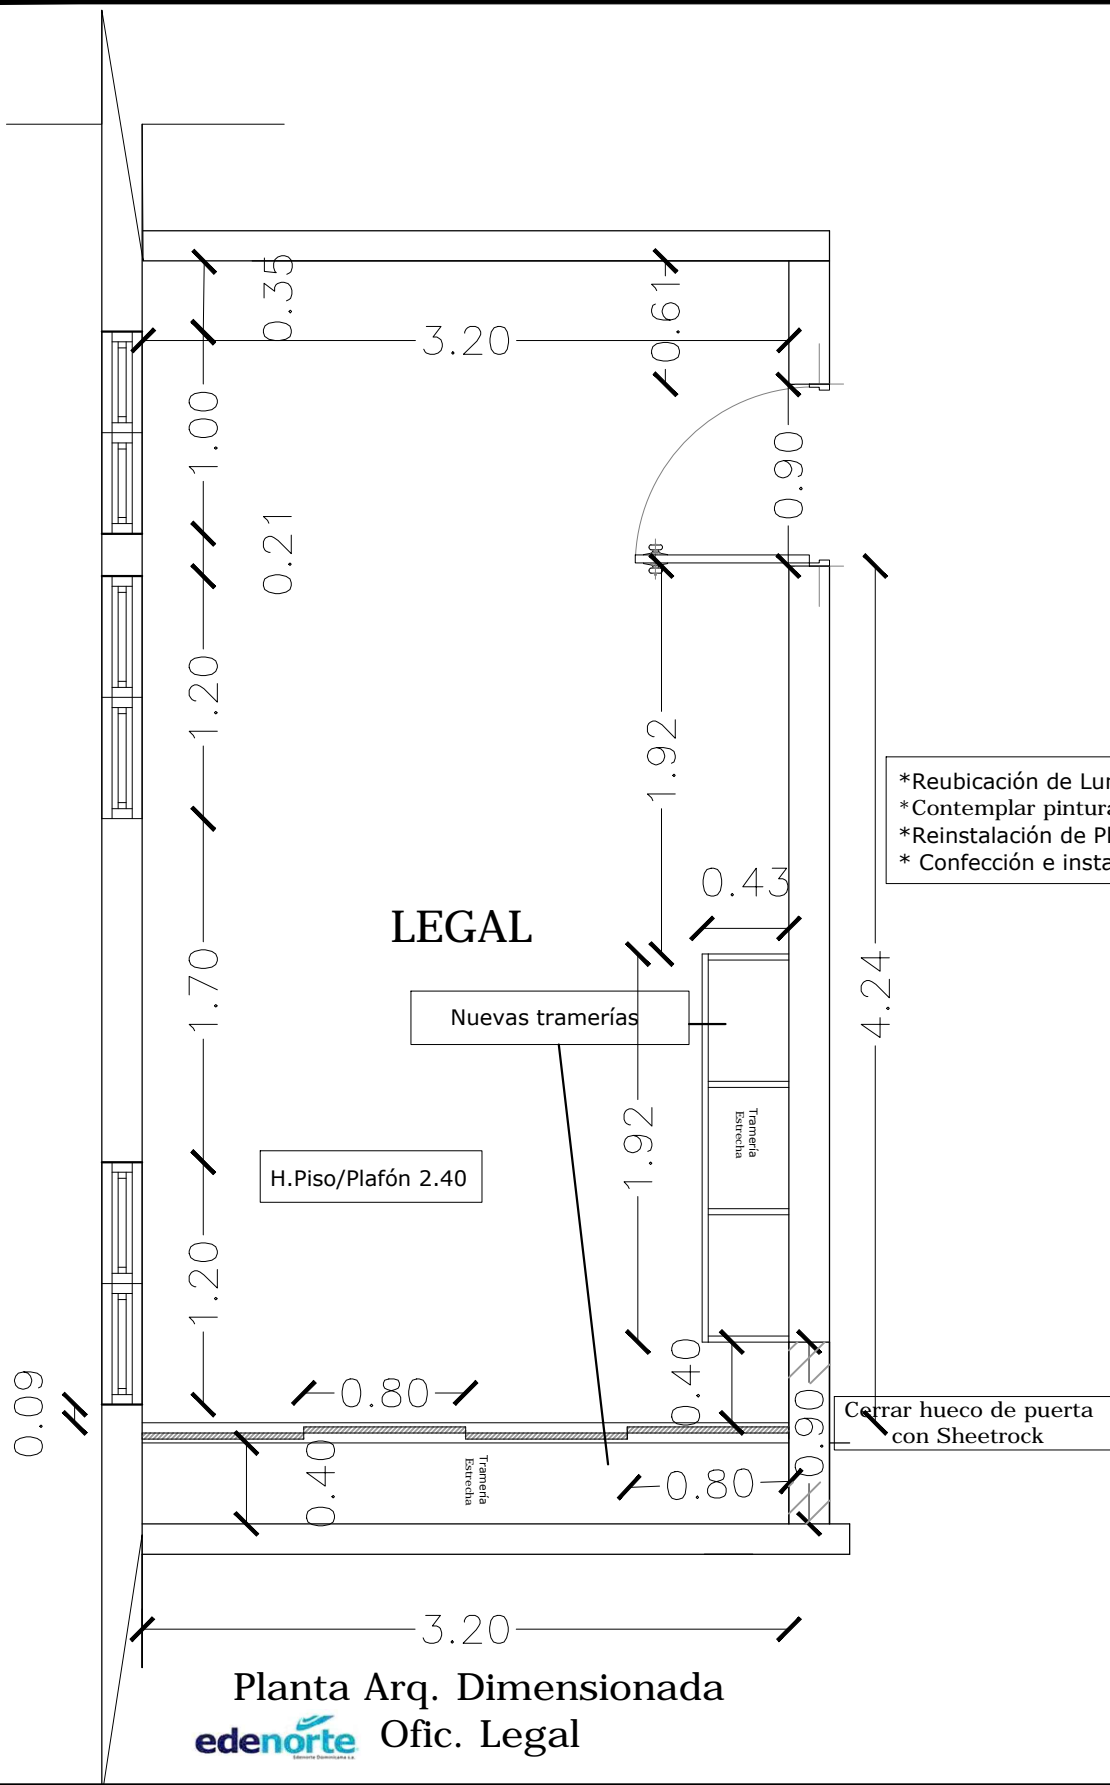 0.35
3.20
0.61
1.00
0.90
0.21
1.20
1.92
*Contemplar
*Reubicación de
*Reinstalación de
* Confección e
0.43
LEGAL
1.70
4.24
Nuevas tramerías
Tramería
Estrecha
1.92
H.Piso/Plafón 2.40
1.20
0.40
0.09
0.80
0.90
Cerrar hueco de puerta
con Sheetrock
0.40
Tramería
Estrecha
0.80
3.20
Planta Arq. Dimensionada
edenorte Ofic. Legal
Edenorte Dominicana s.a.